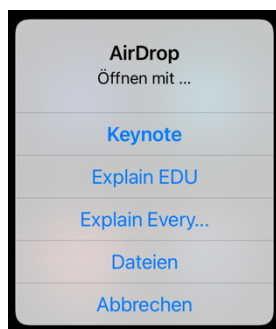 AirDrop
Öffnen mit ...
Keynote
Explain EDU
Explain Every...
Dateien
Abbrechen